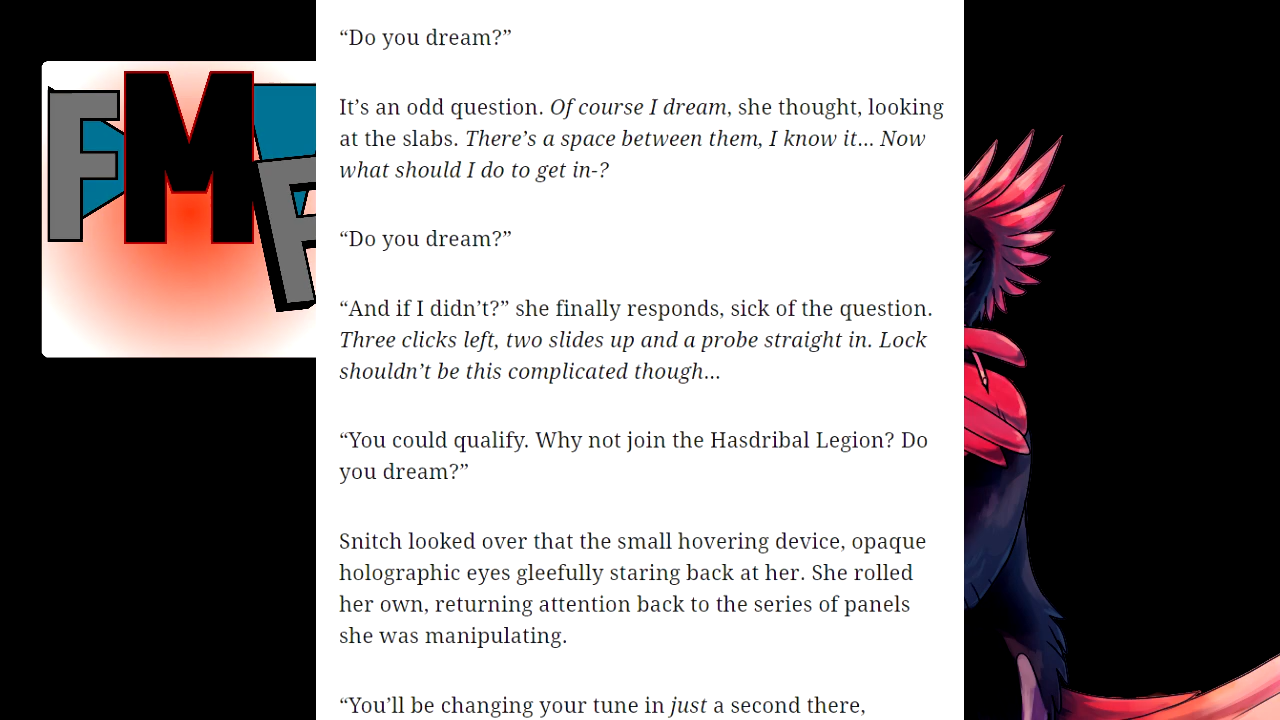 FMF
“Do you dream?”
It’s an odd question. Of course I dream, she thought, looking
at the slabs. There’s a space between them, I know it… Now
what should I do to get in-?
“Do you dream?”
“And if I didn’t?” she finally responds, sick of the question.
Three clicks left, two slides up and a probe straight in. Lock
shouldn’t be this complicated though…
“You could qualify. Why not join the Hasdribal Legion? Do
you dream?”
Snitch looked over that the small hovering device, opaque
holographic eyes gleefully staring back at her. She rolled
her own, returning attention back to the series of panels
she was manipulating.
“You’ll be changing your tune in just a second there,